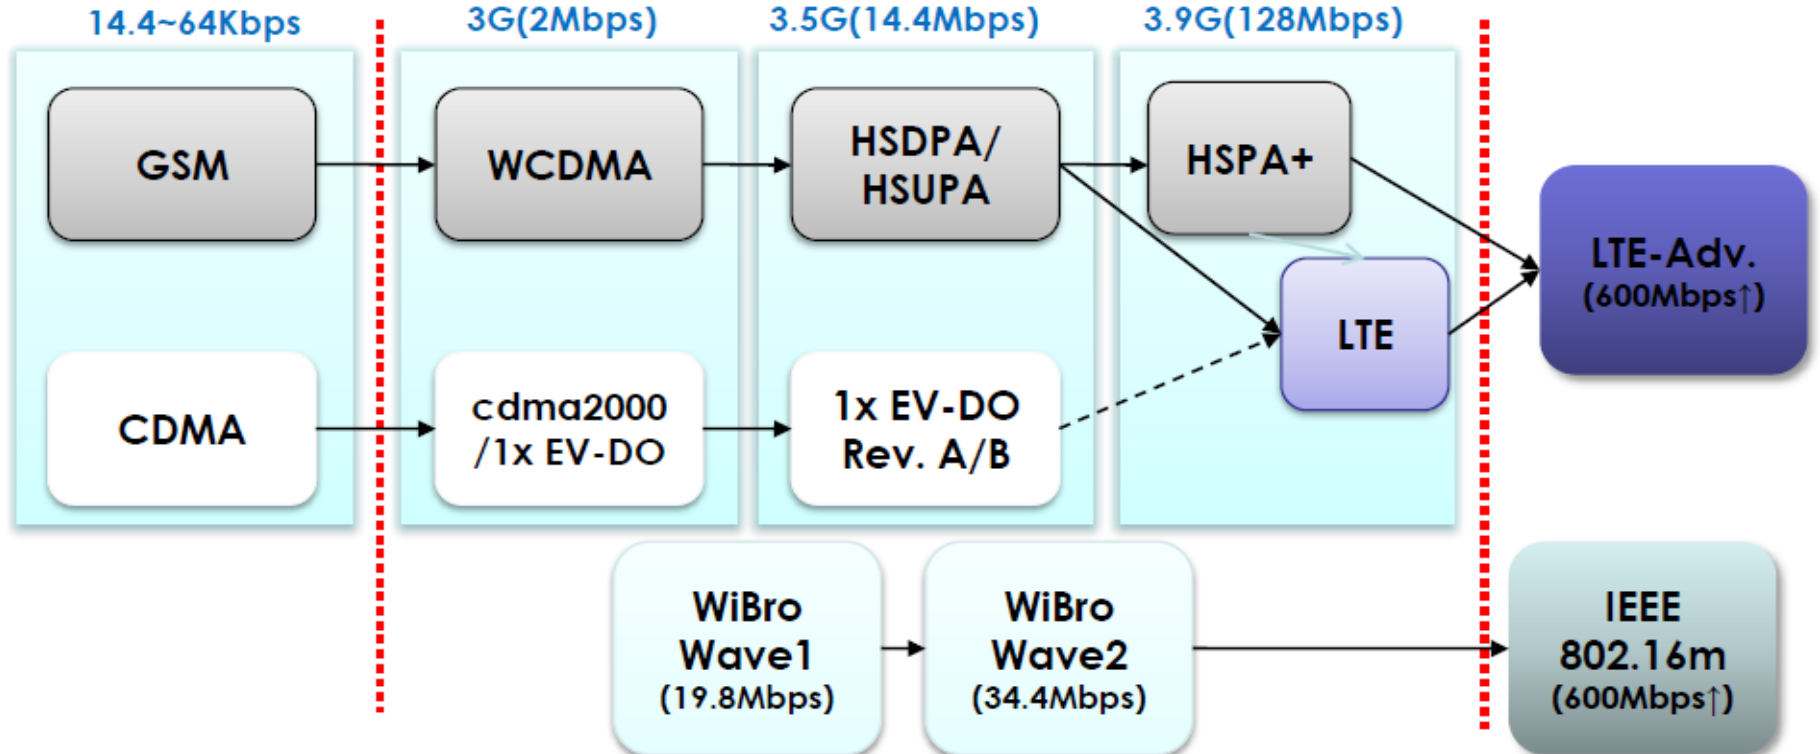 14.4~64Kbps
3G(2Mbps)
3.5G(14.4Mbps)
3.9G(128Mbps)
GSM
WCDMA
HSDPA/
HSUPA
HSPA+
LTE-Adv.
(600Mbps↑)
LTE
CDMA
cdma2000
/1x EV-DO
1x EV-DO
Rev. A/B
WiBro
Wave1
(19.8Mbps)
WiBro
Wave2
(34.4Mbps)
IEEE
802.16m
(600Mbps↑)